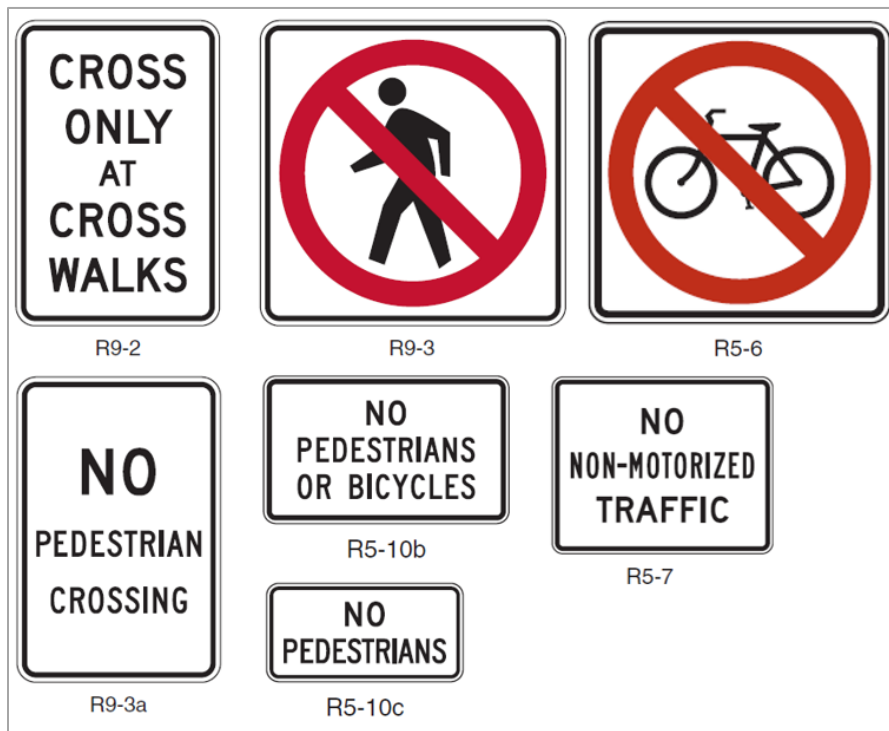 CROSS
ONLY
AT
CROSS
WALKS
R9-2
R9-3
R5-6
NO
PEDESTRIAN
CROSSING
R9-3a
NO
PEDESTRIANS
OR BICYCLES
R5-10b
NO
NON-MOTORIZED
TRAFFIC
R5-7
NO
PEDESTRIANS
R5-10c